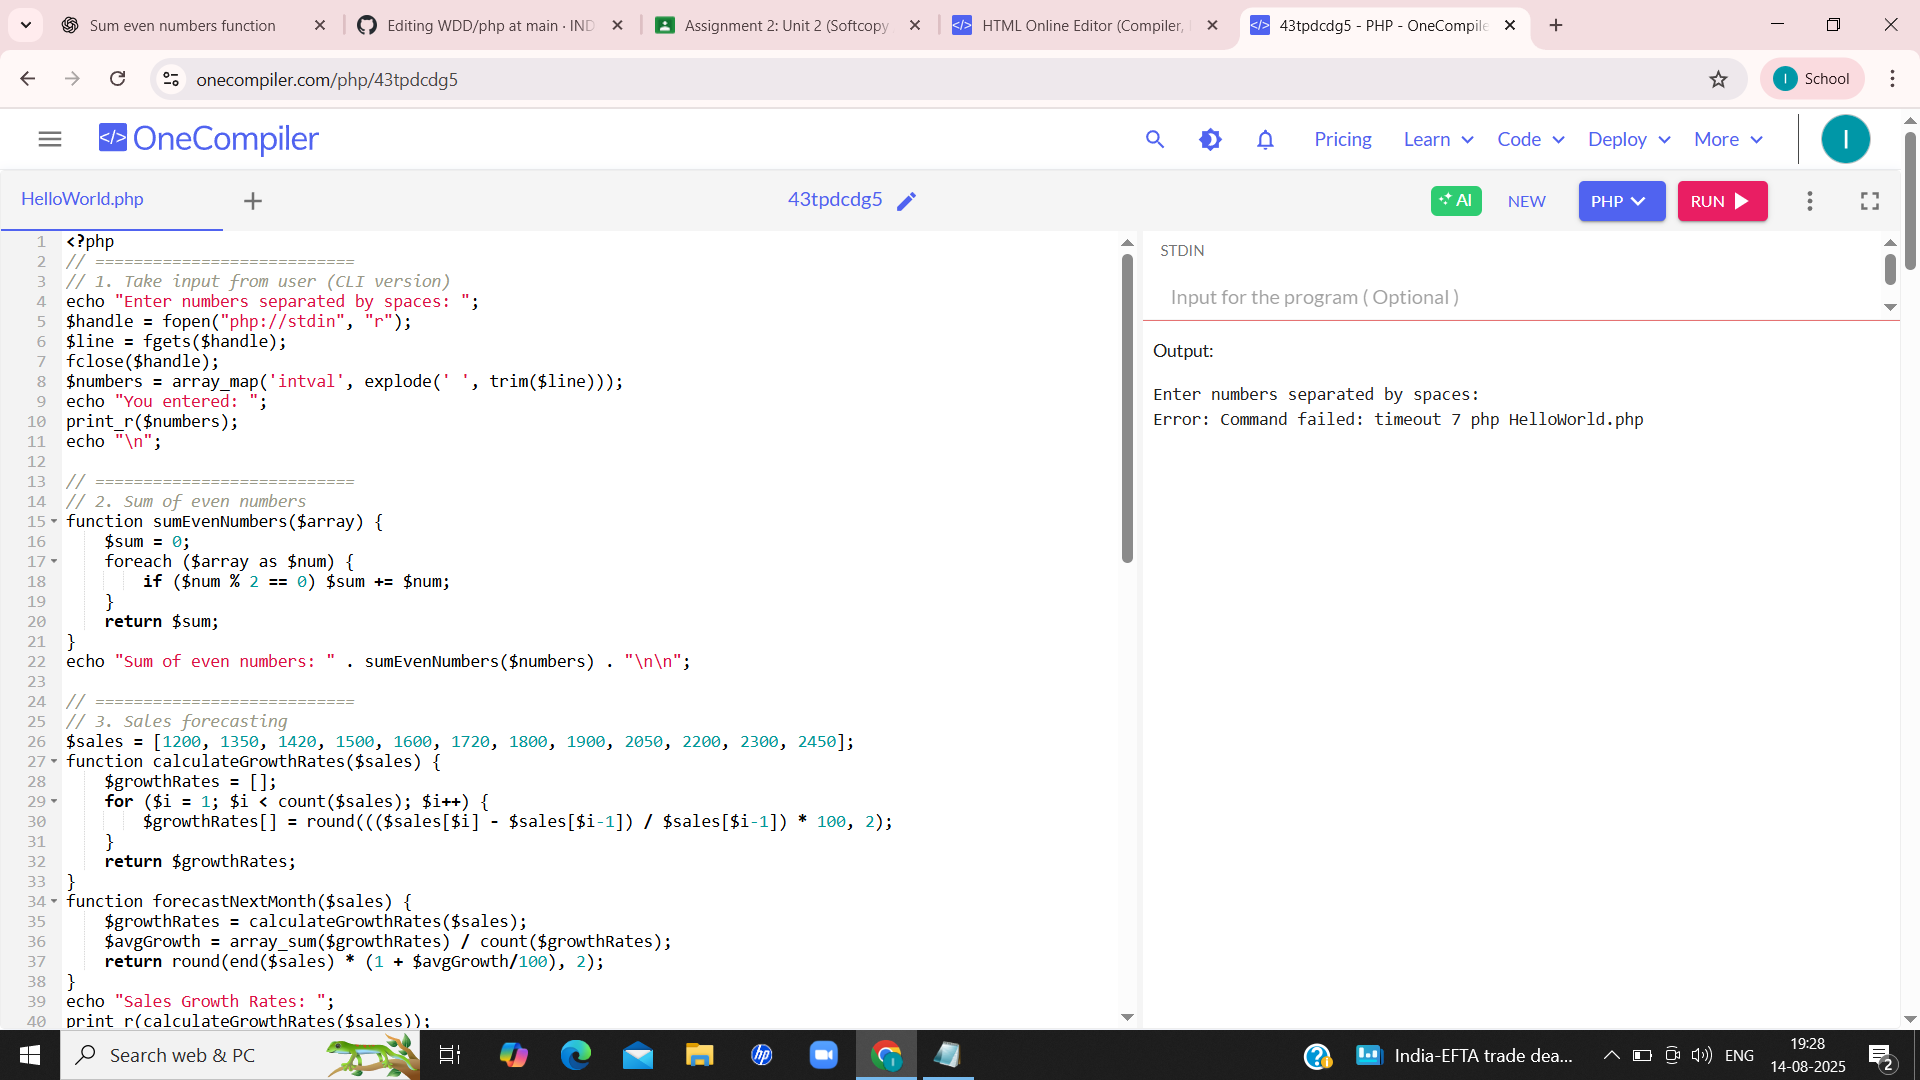 Sum even numbers function
Editing WDD/php at main · IND
Assignment 2: Unit 2 (Softcopy
HTML Online Editor (Compiler,
43tpdcdg5 - PHP - OneCompile
onecompiler.com/php/43tpdcdg5
I School
</> OneCompiler
Pricing Learn Code Deploy More I
HelloWorld.php
43tpdcdg5
AI NEW PHP RUN
1 <?php
2 // ===========================
3 // 1. Take input from user (CLI version)
4 echo "Enter numbers separated by spaces: ";
5 $handle = fopen("php://stdin", "r");
6 $line = fgets($handle);
7 fclose($handle);
8 $numbers = array_map('intval', explode(' ', trim($line)));
9 echo "You entered: ";
10 print_r($numbers);
11 echo "\n";
12
13 // ===========================
14 // 2. Sum of even numbers
15 function sumEvenNumbers($array) {
16 $sum = 0;
17 foreach ($array as $num) {
18 if ($num % 2 == 0) $sum += $num;
19 }
20 return $sum;
21 }
22 echo "Sum of even numbers: " . sumEvenNumbers($numbers) . "\n\n";
23
24 // ===========================
25 // 3. Sales forecasting
26 $sales = [1200, 1350, 1420, 1500, 1600, 1720, 1800, 1900, 2050, 2200, 2300, 2450];
27 function calculateGrowthRates($sales) {
28 $growthRates = [];
29 for ($i = 1; $i < count($sales); $i++) {
30 $growthRates[] = round((($sales[$i] - $sales[$i-1]) / $sales[$i-1]) * 100, 2);
31 }
32 return $growthRates;
33 }
34 function forecastNextMonth($sales) {
35 $growthRates = calculateGrowthRates($sales);
36 $avgGrowth = array_sum($growthRates) / count($growthRates);
37 return round(end($sales) * (1 + $avgGrowth/100), 2);
38 }
39 echo "Sales Growth Rates: ";
40 print_r(calculateGrowthRates($sales));
STDIN
Input for the program ( Optional )
Output:
Enter numbers separated by spaces:
Error: Command failed: timeout 7 php HelloWorld.php
Search web & PC
India-EFTA trade dea...
ENG
19:28
14-08-2025
2